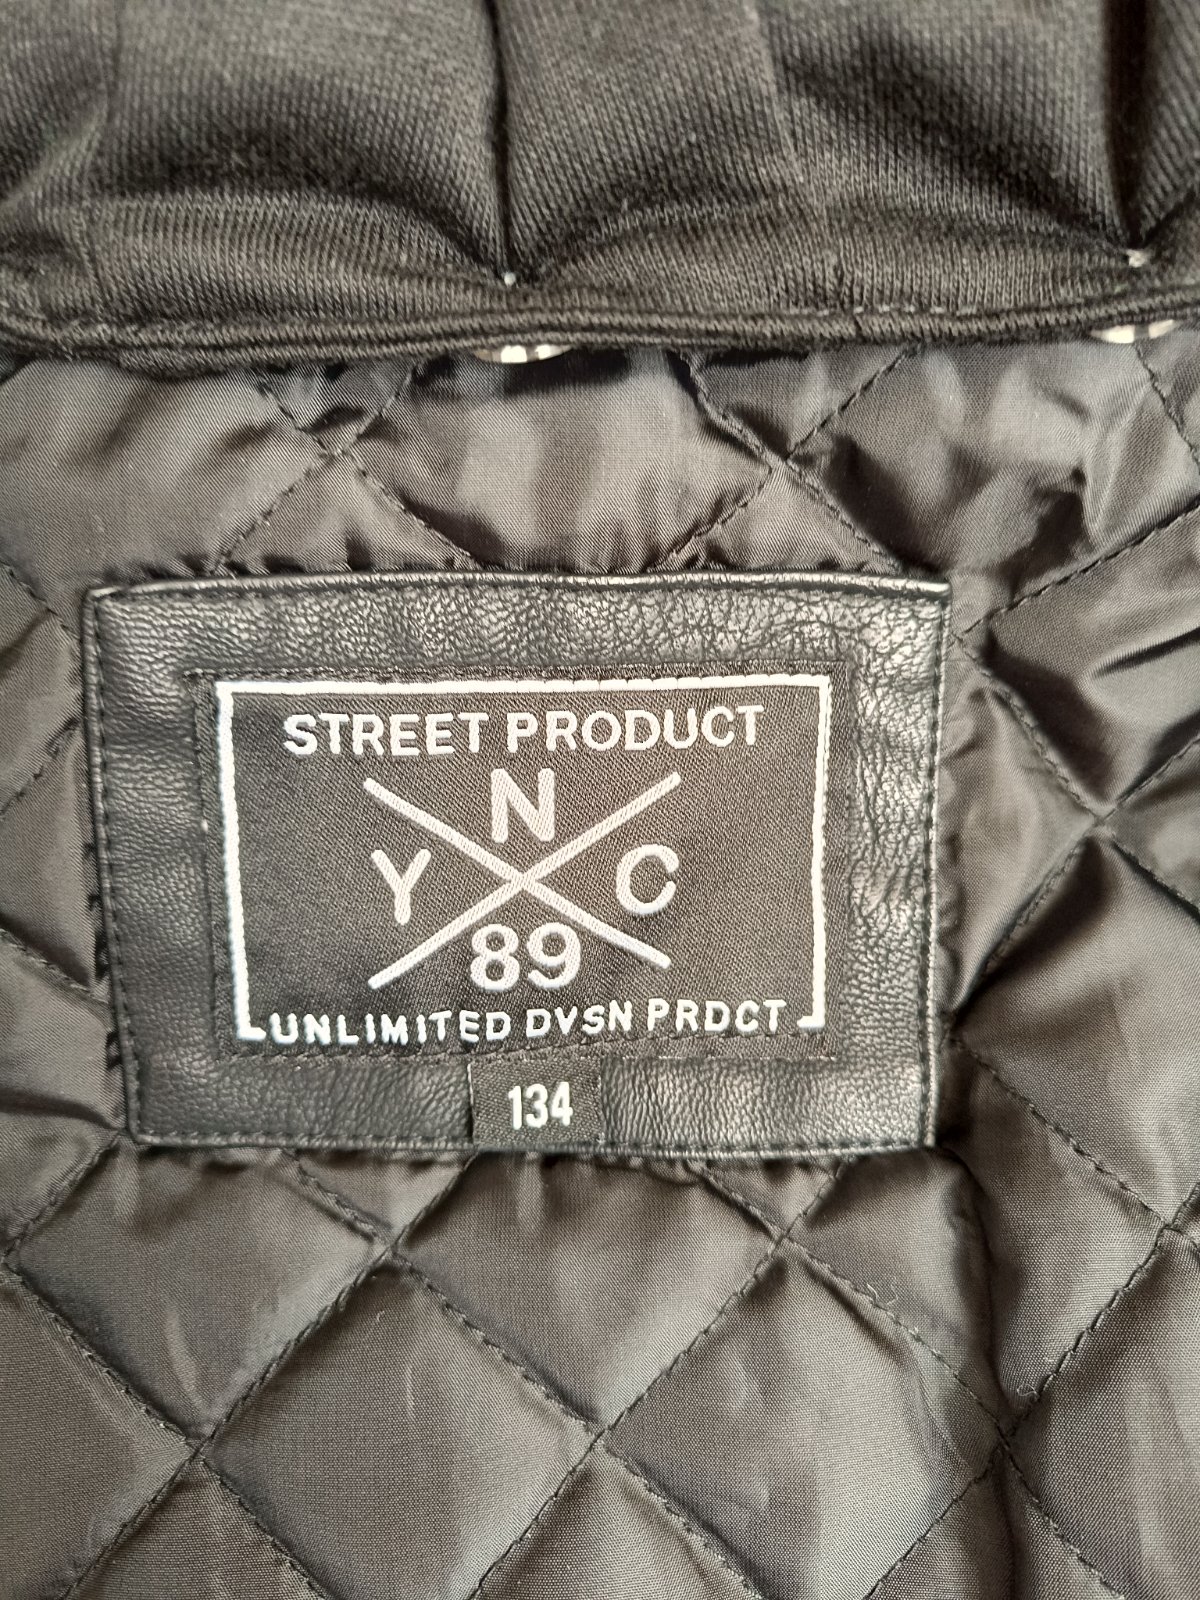 STREET PRODUCT
N
Y C
89
UNLIMITED DVSN PRDCT
134